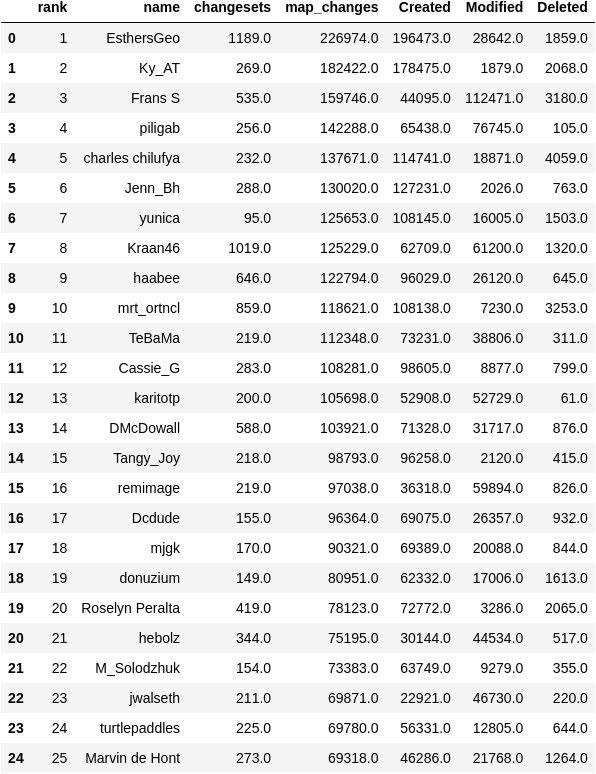 rank name changesets map_changes Created Modified Deleted
0 1 EsthersGeo 1189.0 226974.0 196473.0 28642.0 1859.0
1 2 Ky_AT 269.0 182422.0 178475.0 1879.0 2068.0
2 3 Frans S 535.0 159746.0 44095.0 112471.0 3180.0
3 4 piligab 256.0 142288.0 65438.0 76745.0 105.0
4 5 charles chilufya 232.0 137671.0 114741.0 18871.0 4059.0
5 6 Jenn_Bh 288.0 130020.0 127231.0 2026.0 763.0
6 7 yunica 95.0 125653.0 108145.0 16005.0 1503.0
7 8 Kraan46 1019.0 125229.0 62709.0 61200.0 1320.0
8 9 haabee 646.0 122794.0 96029.0 26120.0 645.0
9 10 mrt_ortncl 859.0 118621.0 108138.0 7230.0 3253.0
10 11 TeBaMa 219.0 112348.0 73231.0 38806.0 311.0
11 12 Cassie_G 283.0 108281.0 98605.0 8877.0 799.0
12 13 karitotp 200.0 105698.0 52908.0 52729.0 61.0
13 14 DMcDowall 588.0 103921.0 71328.0 31717.0 876.0
14 15 Tangy_Joy 218.0 98793.0 96258.0 2120.0 415.0
15 16 remimage 219.0 97038.0 36318.0 59894.0 826.0
16 17 Dcdude 155.0 96364.0 69075.0 26357.0 932.0
17 18 mjgk 170.0 90321.0 69389.0 20088.0 844.0
18 19 donuzium 149.0 80951.0 62332.0 17006.0 1613.0
19 20 Roselyn Peralta 419.0 78123.0 72772.0 3286.0 2065.0
20 21 hebolz 344.0 75195.0 30144.0 44534.0 517.0
21 22 M_Solodzhuk 154.0 73383.0 63749.0 9279.0 355.0
22 23 jwalseth 211.0 69871.0 22921.0 46730.0 220.0
23 24 turtlepaddles 225.0 69780.0 56331.0 12805.0 644.0
24 25 Marvin de Hont 273.0 69318.0 46286.0 21768.0 1264.0